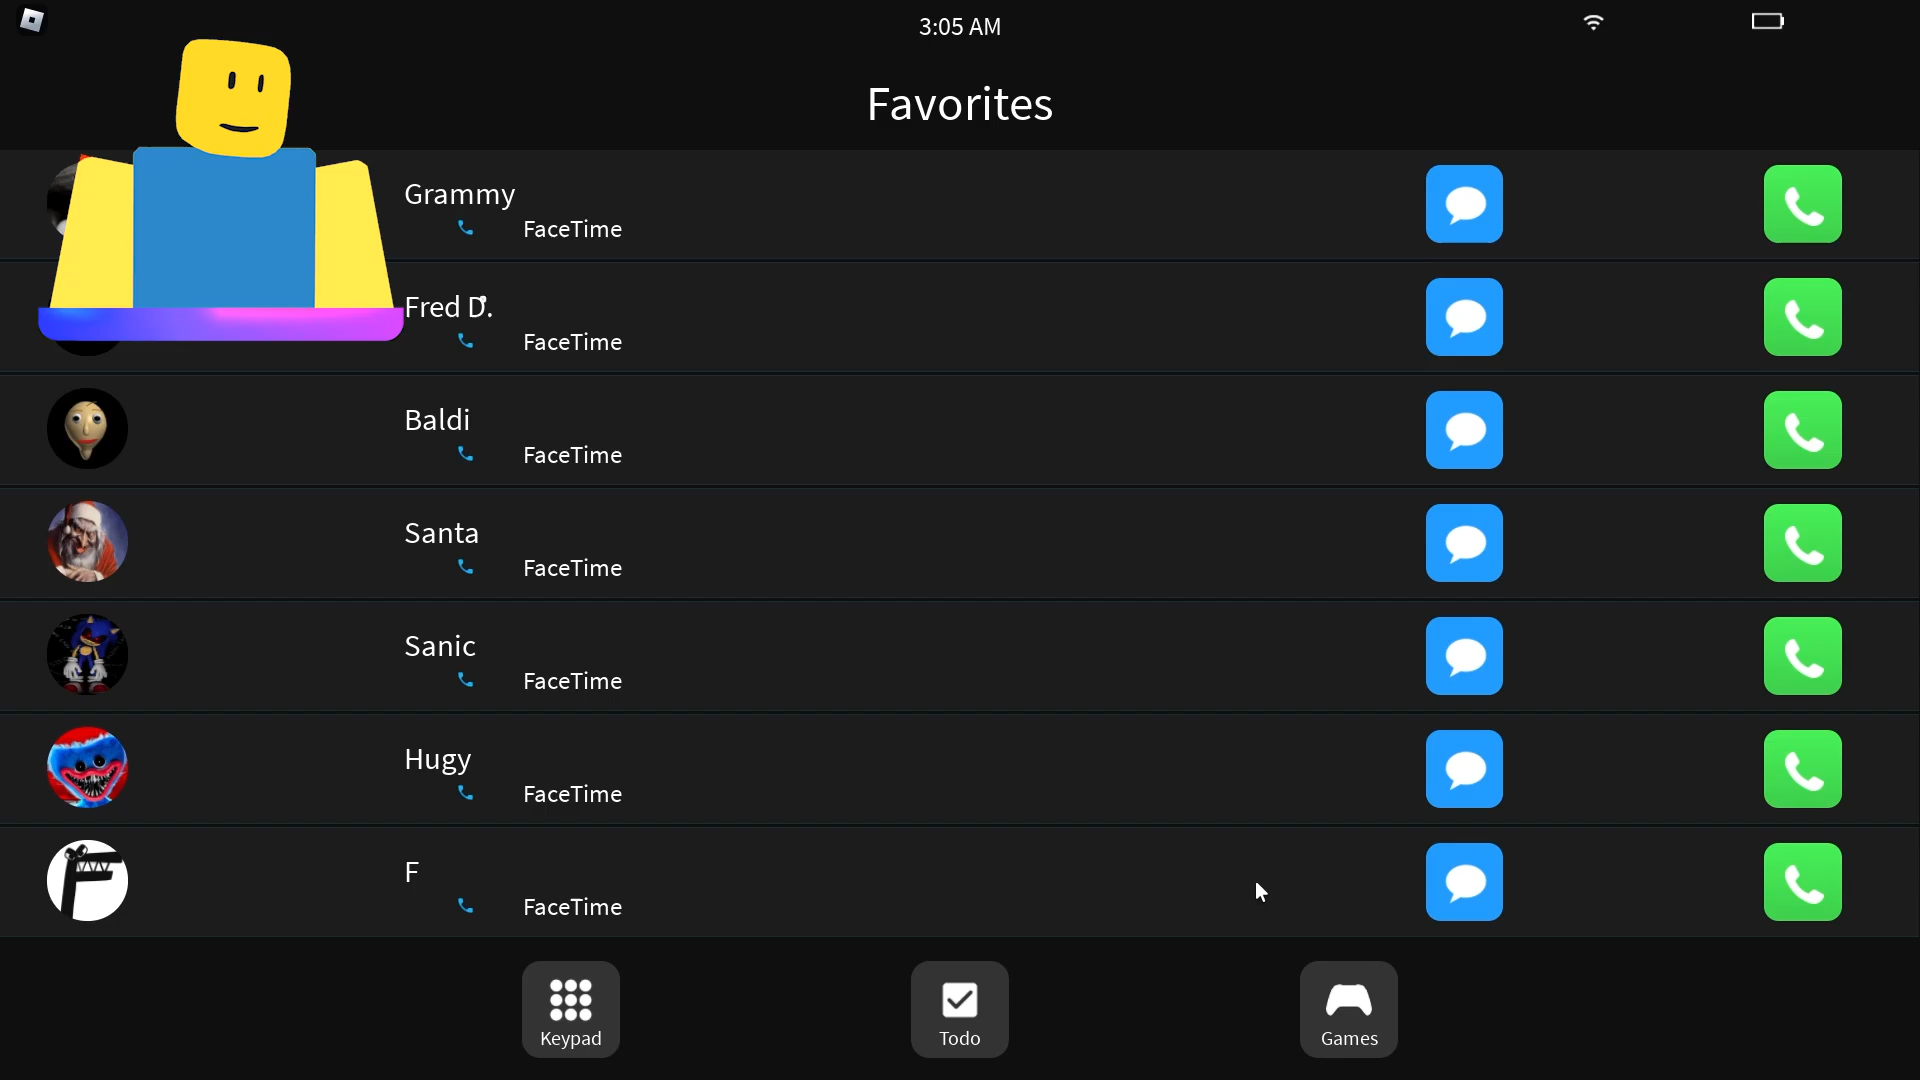 3:05 AM
Favorites
Grammy
FaceTime
Fred D.
FaceTime
Baldi
FaceTime
Santa
FaceTime
Sanic
FaceTime
Hugy
FaceTime
F
FaceTime
Keypad
Todo
Games